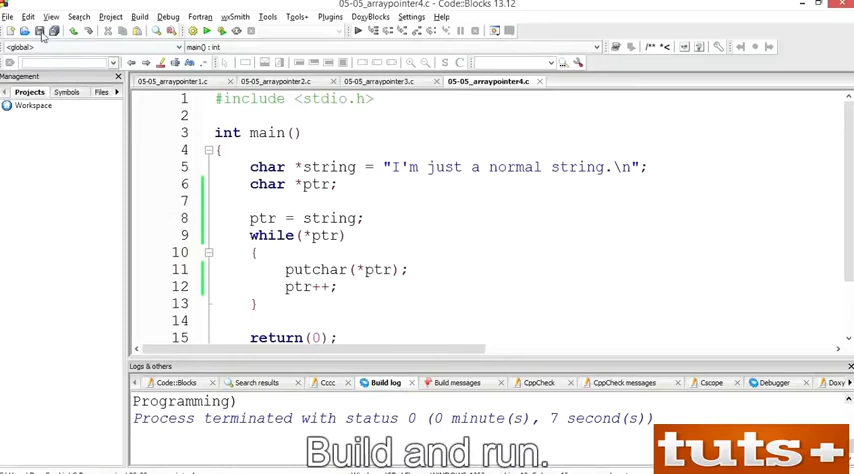 05-05_arraypointer4.c - Code::Blocks 13.12
File Edit View Search Project Build Debug Fortran wxSmith Tools Tools+ Plugins DoxyBlocks Settings Help
<global>
main() : int
/** *<
S C
Management
Projects Symbols Files
Workspace
05-05_arraypointer1.c
05-05_arraypointer2.c
05-05_arraypointer3.c
05-05_arraypointer4.c
1 #include <stdio.h>
2
3 int main()
4 {
5 char *string = "I'm just a normal string.\n";
6 char *ptr;
7
8 ptr = string;
9 while(*ptr)
10 {
11 putchar(*ptr);
12 ptr++;
13 }
14
15 return(0);
Logs & others
Code::Blocks Search results Cccc Build log Build messages CppCheck CppCheck messages Cscope Debugger Doxy
Programming)
Process terminated with status 0 (0 minute(s), 7 second(s))
Build and run.
tuts+